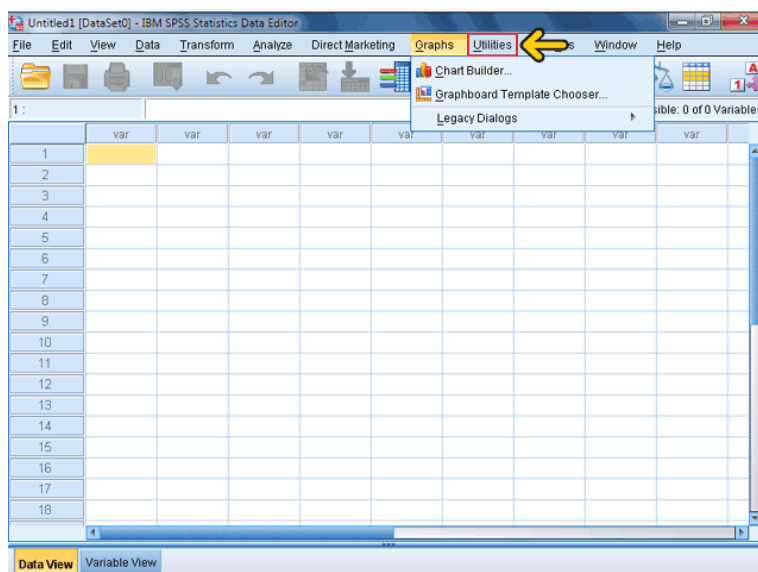 Untitled1 [DataSet0] - IBM SPSS Statistics Data Editor
File Edit View Data Transform Analyze Direct Marketing Graphs Utilities Window Help
Chart Builder...
Graphboard Template Chooser...
Legacy Dialogs
1 :
sible: 0 of 0 Variables
var var var var var var var var var
1
2
3
4
5
6
7
8
9
10
11
12
13
14
15
16
17
18
Data View Variable View